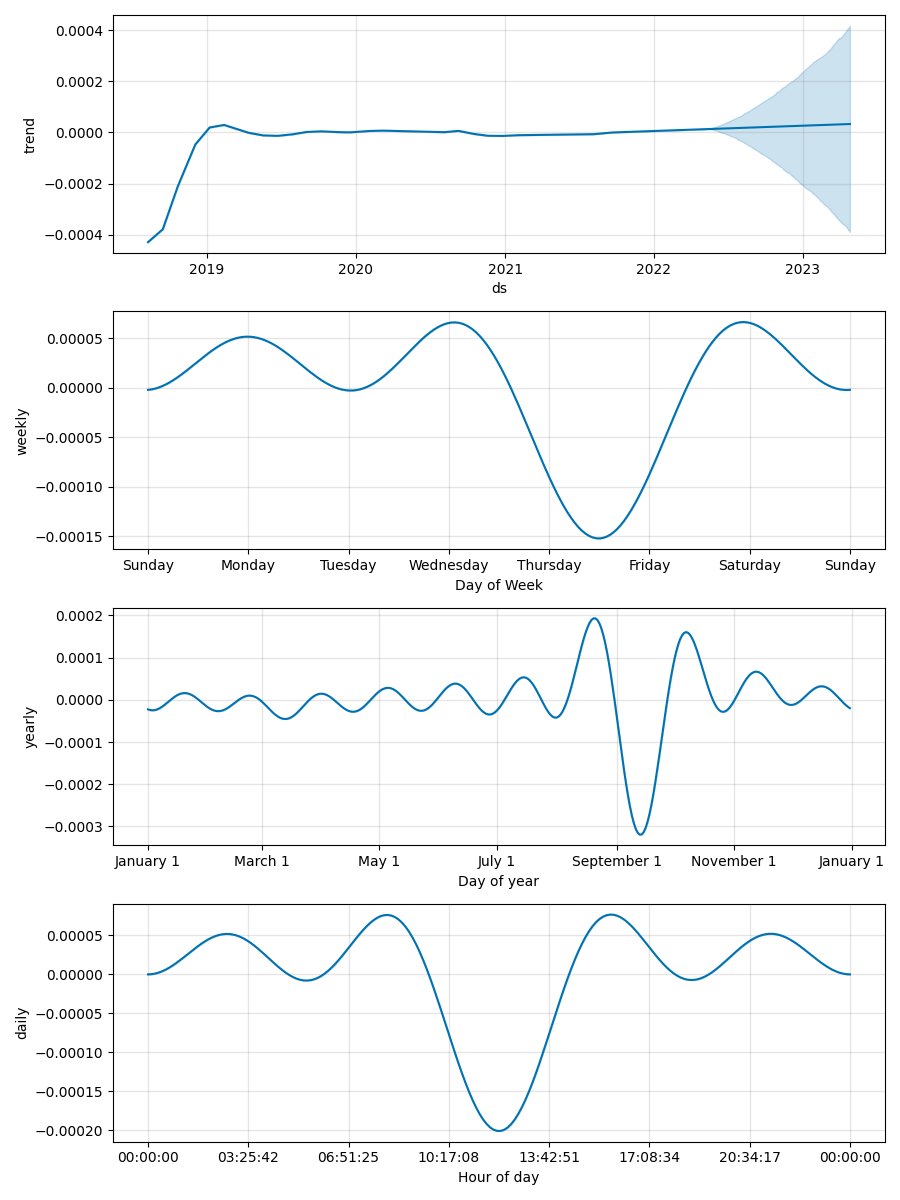 0.0004
0.0002
0.0000
−0.0002
−0.0004
trend
2019 2020 2021 2022 2023
ds
0.00005
0.00000
−0.00005
−0.00010
−0.00015
weekly
Sunday Monday Tuesday Wednesday Thursday Friday Saturday Sunday
Day of Week
0.0002
0.0001
0.0000
−0.0001
−0.0002
−0.0003
yearly
January 1 March 1 May 1 July 1 September 1 November 1 January 1
Day of year
0.00005
0.00000
−0.00005
−0.00010
−0.00015
−0.00020
daily
00:00:00 03:25:42 06:51:25 10:17:08 13:42:51 17:08:34 20:34:17 00:00:00
Hour of day